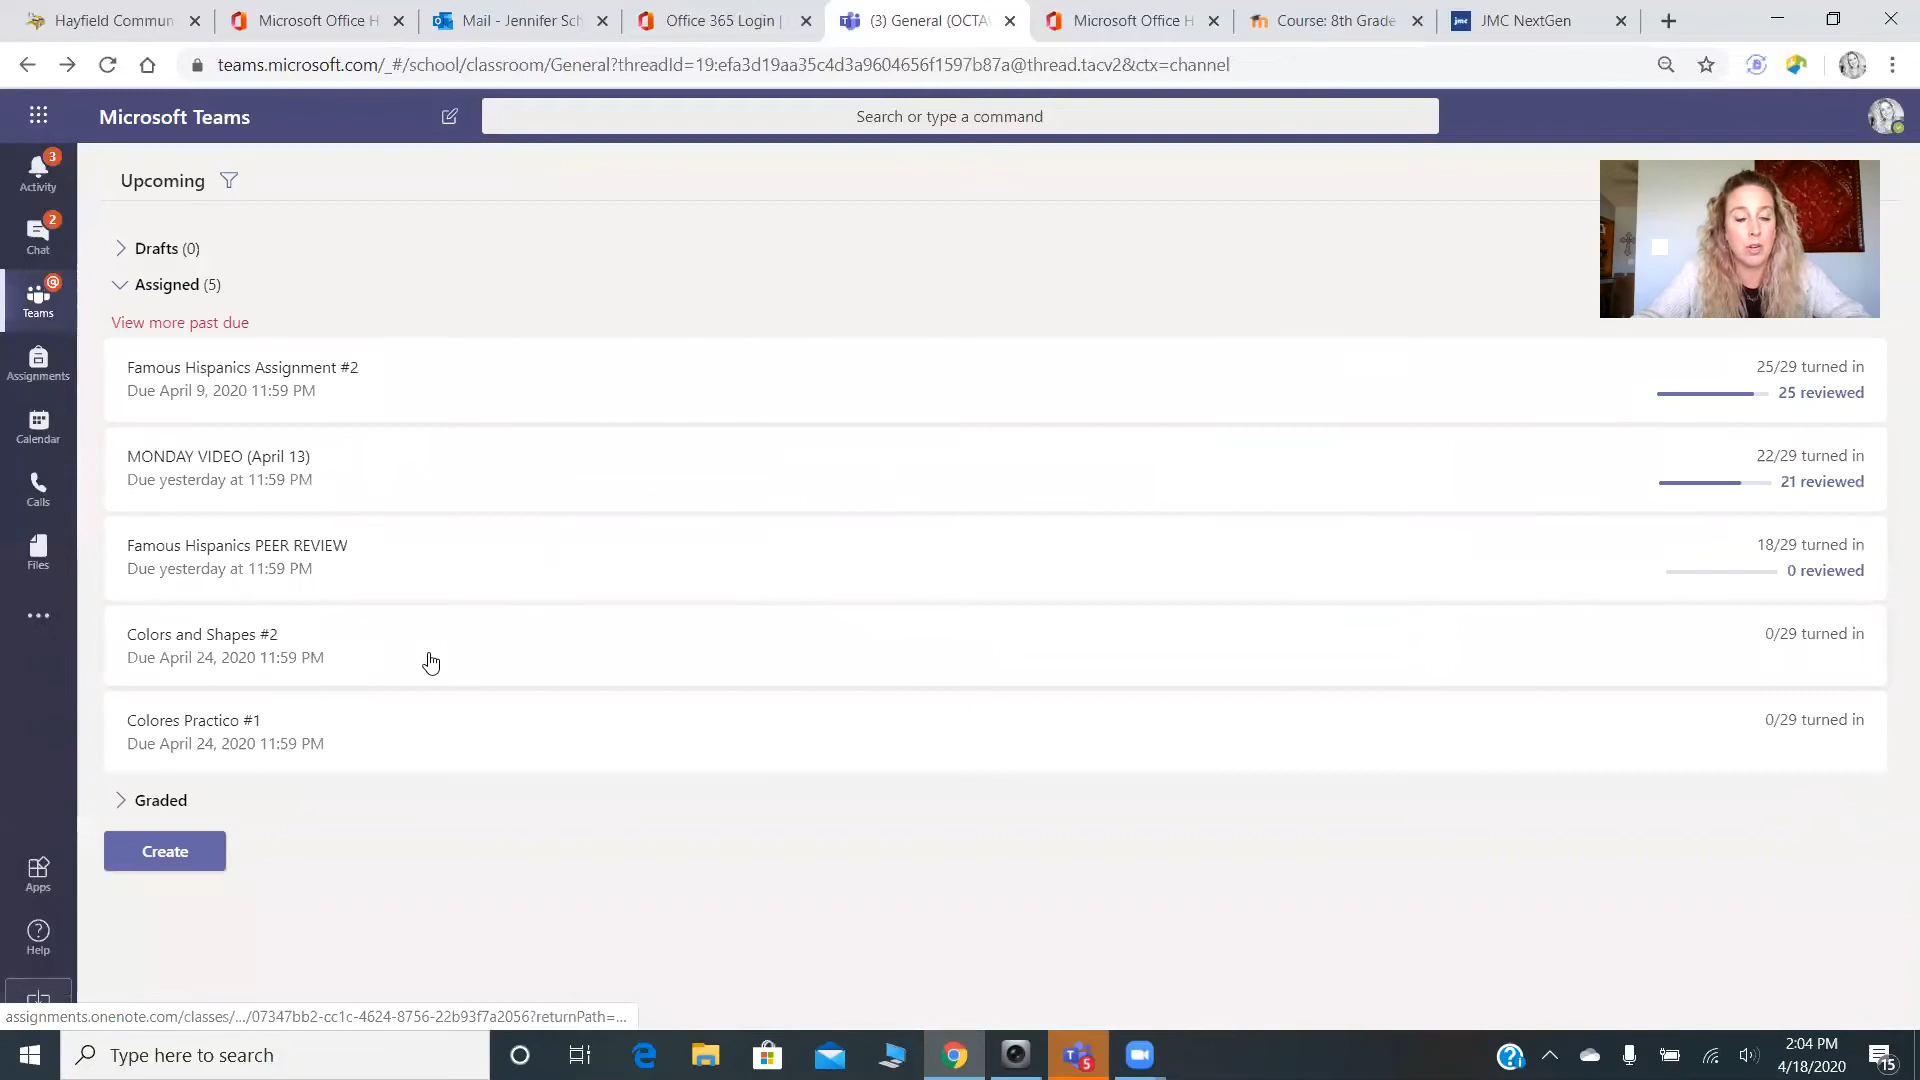 Hayfield Commun
Microsoft Office H
Mail - Jennifer Sch
Office 365 Login |
(3) General (OCTA
Microsoft Office H
Course: 8th Grade
jmc
JMC NextGen
teams.microsoft.com/_#/school/classroom/General?threadId=19:efa3d19aa35c4d3a9604656f1597b87a@thread.tacv2&ctx=channel
Microsoft Teams
Search or type a command
3
Activity
2
Chat
@
Teams
Assignments
Calendar
Calls
Files
Apps
Help
Upcoming
Drafts (0)
Assigned (5)
View more past due
Famous Hispanics Assignment #2
Due April 9, 2020 11:59 PM
25/29 turned in
25 reviewed
MONDAY VIDEO (April 13)
Due yesterday at 11:59 PM
22/29 turned in
21 reviewed
Famous Hispanics PEER REVIEW
Due yesterday at 11:59 PM
18/29 turned in
0 reviewed
Colors and Shapes #2
Due April 24, 2020 11:59 PM
0/29 turned in
Colores Practico #1
Due April 24, 2020 11:59 PM
0/29 turned in
Graded
Create
assignments.onenote.com/classes/.../07347bb2-cc1c-4624-8756-22b93f7a2056?returnPath=...
Type here to search
S
2:04 PM
4/18/2020
15